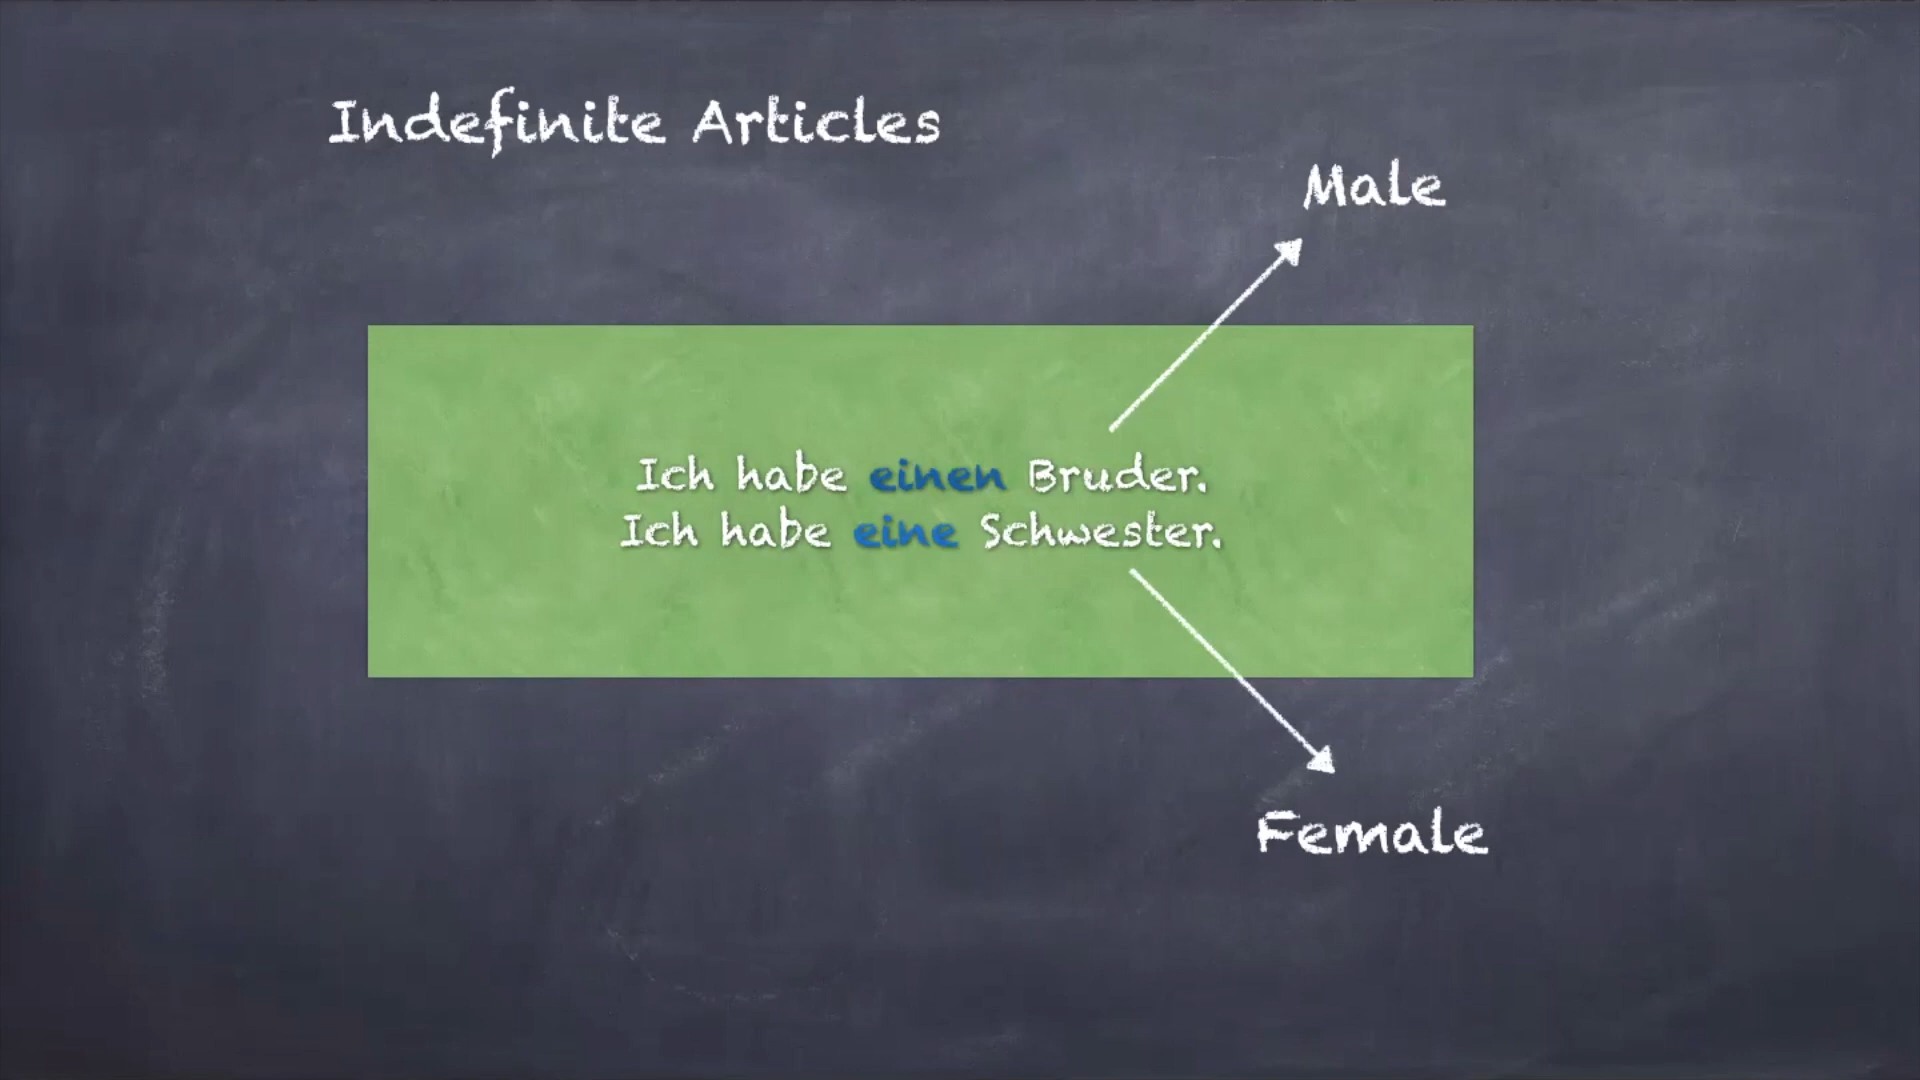 Indefinite Articles
Male
Ich habe einen Bruder.
Ich habe eine Schwester.
Female